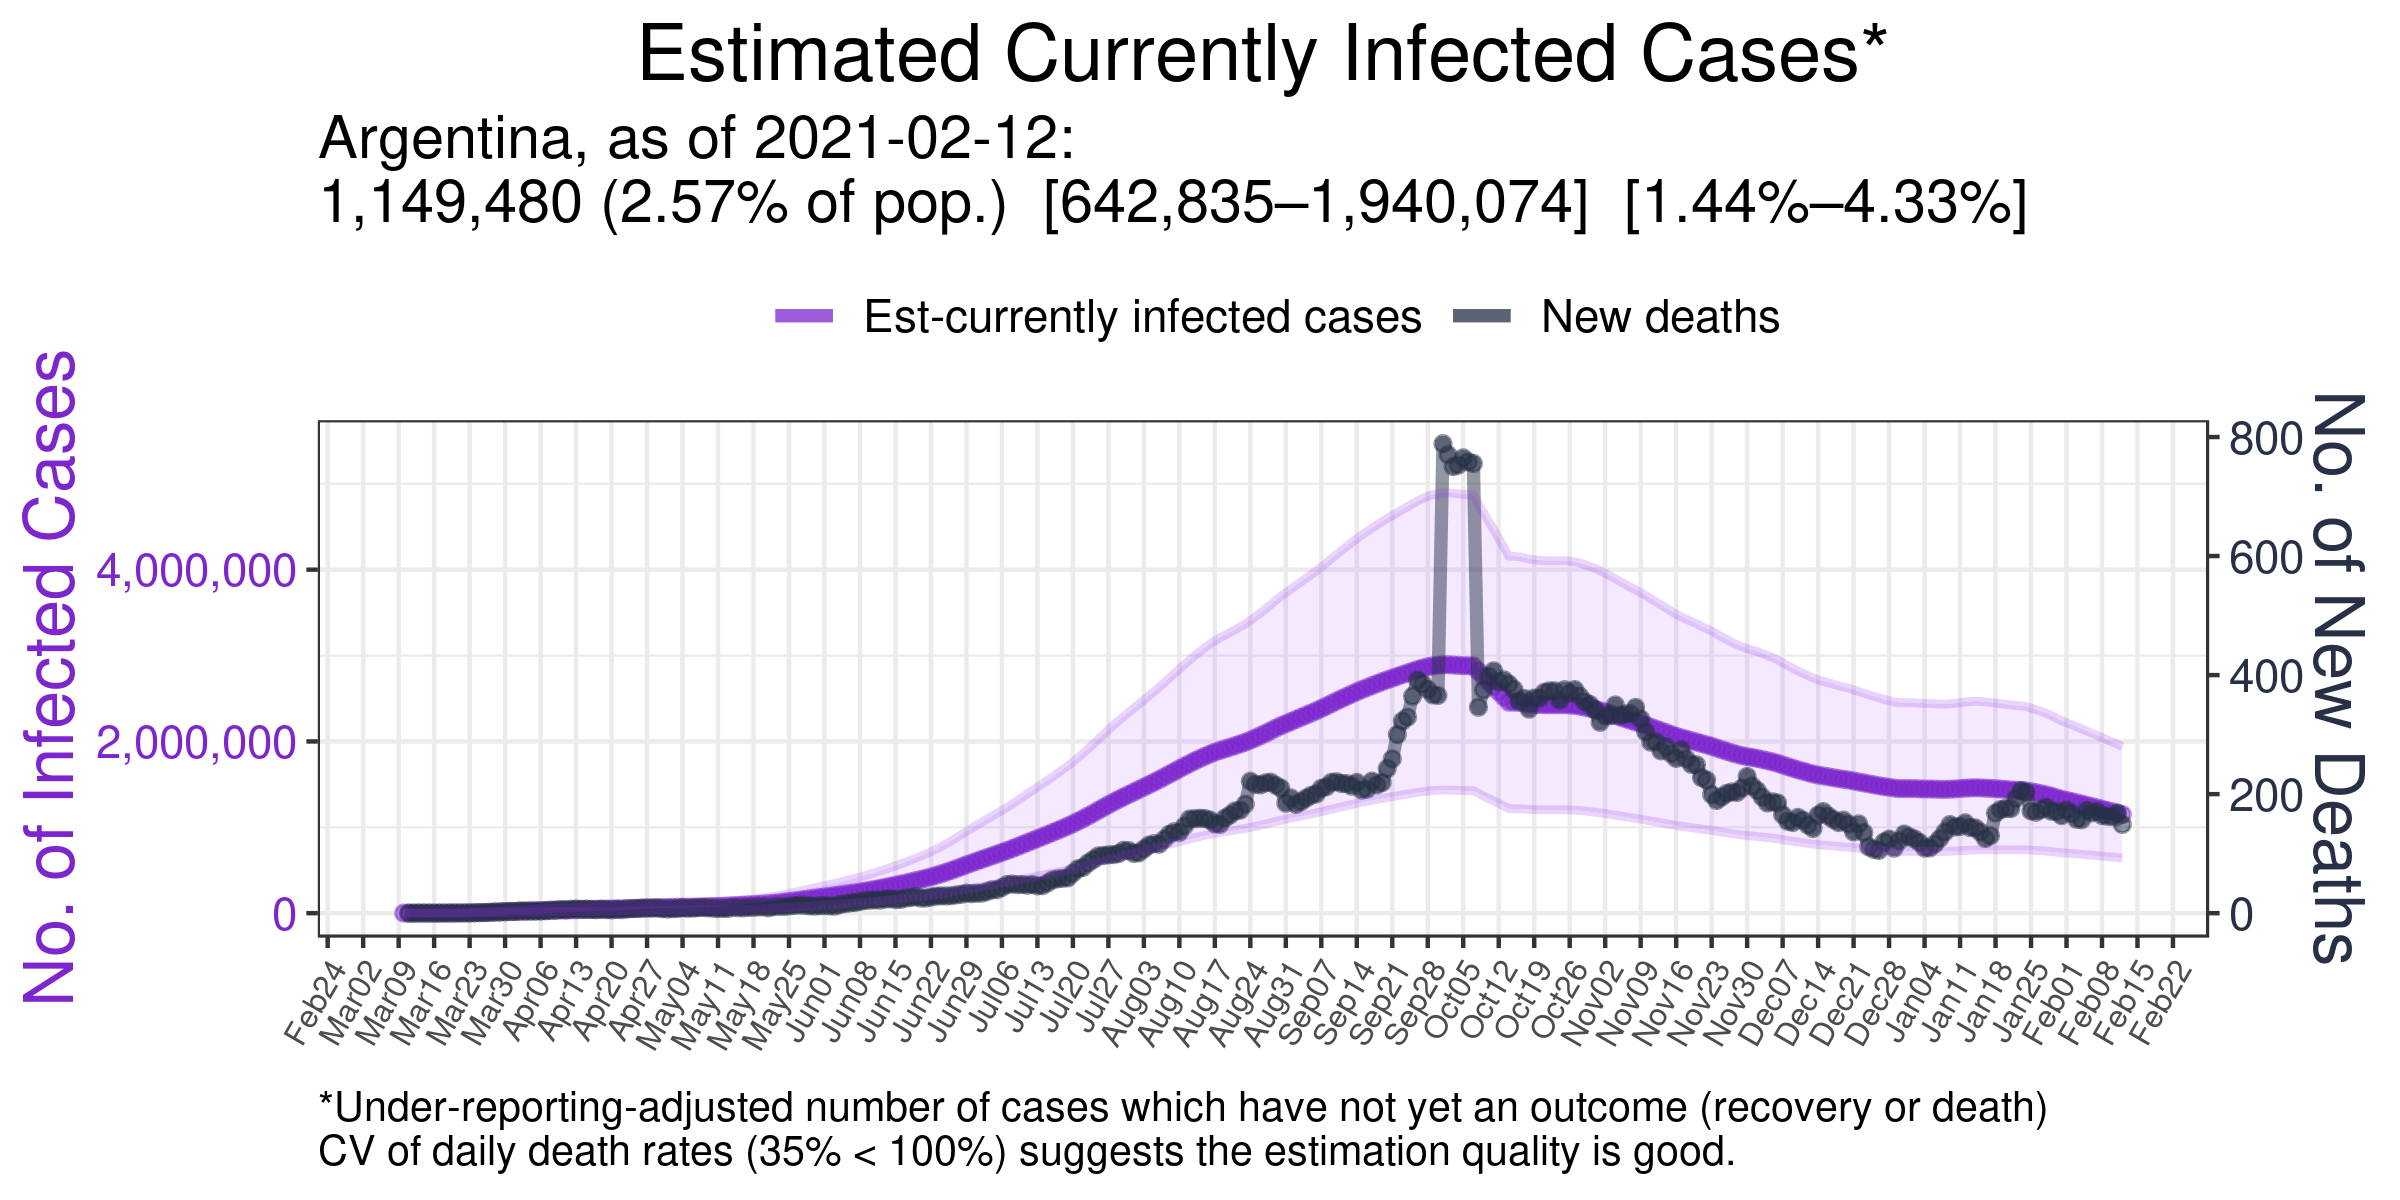 Estimated Currently Infected Cases*
Argentina, as of 2021-02-12:
1,149,480 (2.57% of pop.) [642,835–1,940,074] [1.44%–4.33%]
Est-currently infected cases
New deaths
No. of Infected Cases
4,000,000
2,000,000
0
800
600
400
200
0
No. of New Deaths
Feb24
Mar02
Mar09
Mar16
Mar23
Mar30
Apr06
Apr13
Apr20
Apr27
May04
May11
May18
May25
Jun01
Jun08
Jun15
Jun22
Jun29
Jul06
Jul13
Jul20
Jul27
Aug03
Aug10
Aug17
Aug24
Aug31
Sep07
Sep14
Sep21
Sep28
Oct05
Oct12
Oct19
Oct26
Nov02
Nov09
Nov16
Nov23
Nov30
Dec07
Dec14
Dec21
Dec28
Jan04
Jan11
Jan18
Jan25
Feb01
Feb08
Feb15
Feb22
*Under-reporting-adjusted number of cases which have not yet an outcome (recovery or death)
CV of daily death rates (35% < 100%) suggests the estimation quality is good.